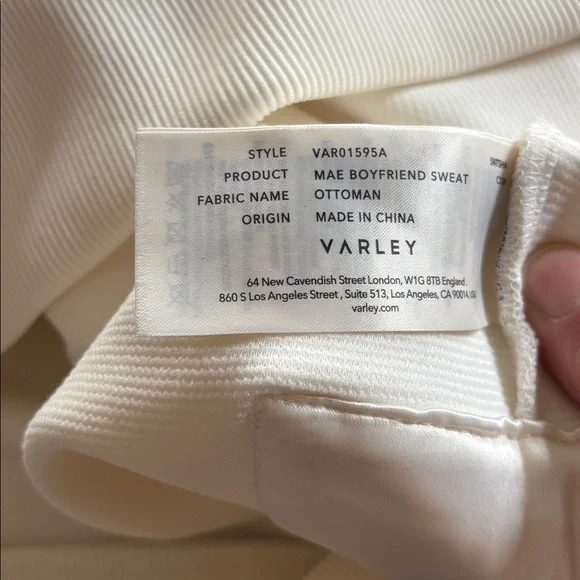 STYLE VAR01595A
PRODUCT MAE BOYFRIEND SWEAT
FABRIC NAME OTTOMAN
ORIGIN MADE IN CHINA
VARLEY
64 New Cavendish Street London, W1G 8TB England.
860 S Los Angeles Street , Suite 513, Los Angeles, CA 90014, USA
varley.com